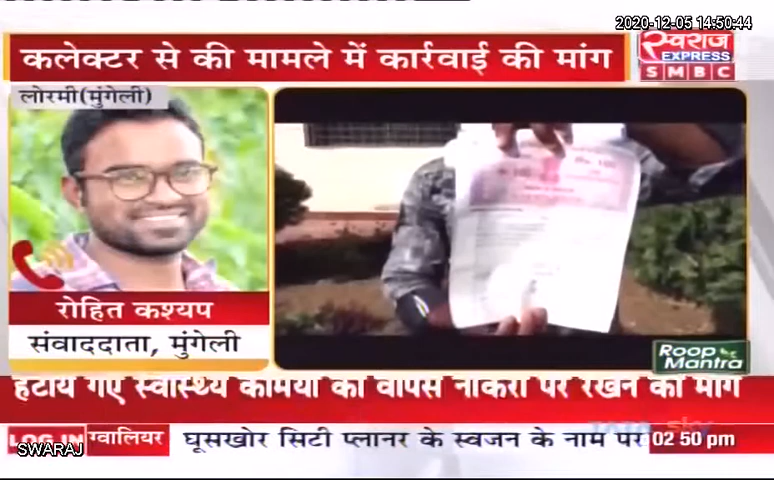 2020-12-05 14:50:44
कलेक्टर से की मामले में कार्रवाई की मांग
स्वराज
EXPRESS
SMBC
लोरमी(मुंगेली)
रोहित कश्यप
संवाददाता, मुंगेली
Roop
Mantra
हटाये गए स्वास्थ्य कर्मियों को वापस नौकरी पर रखने की मांग
LOG IN ग्वालियर घूसखोर सिटी प्लानर के स्वजन के नाम पर 02 50 pm
SWARAJ